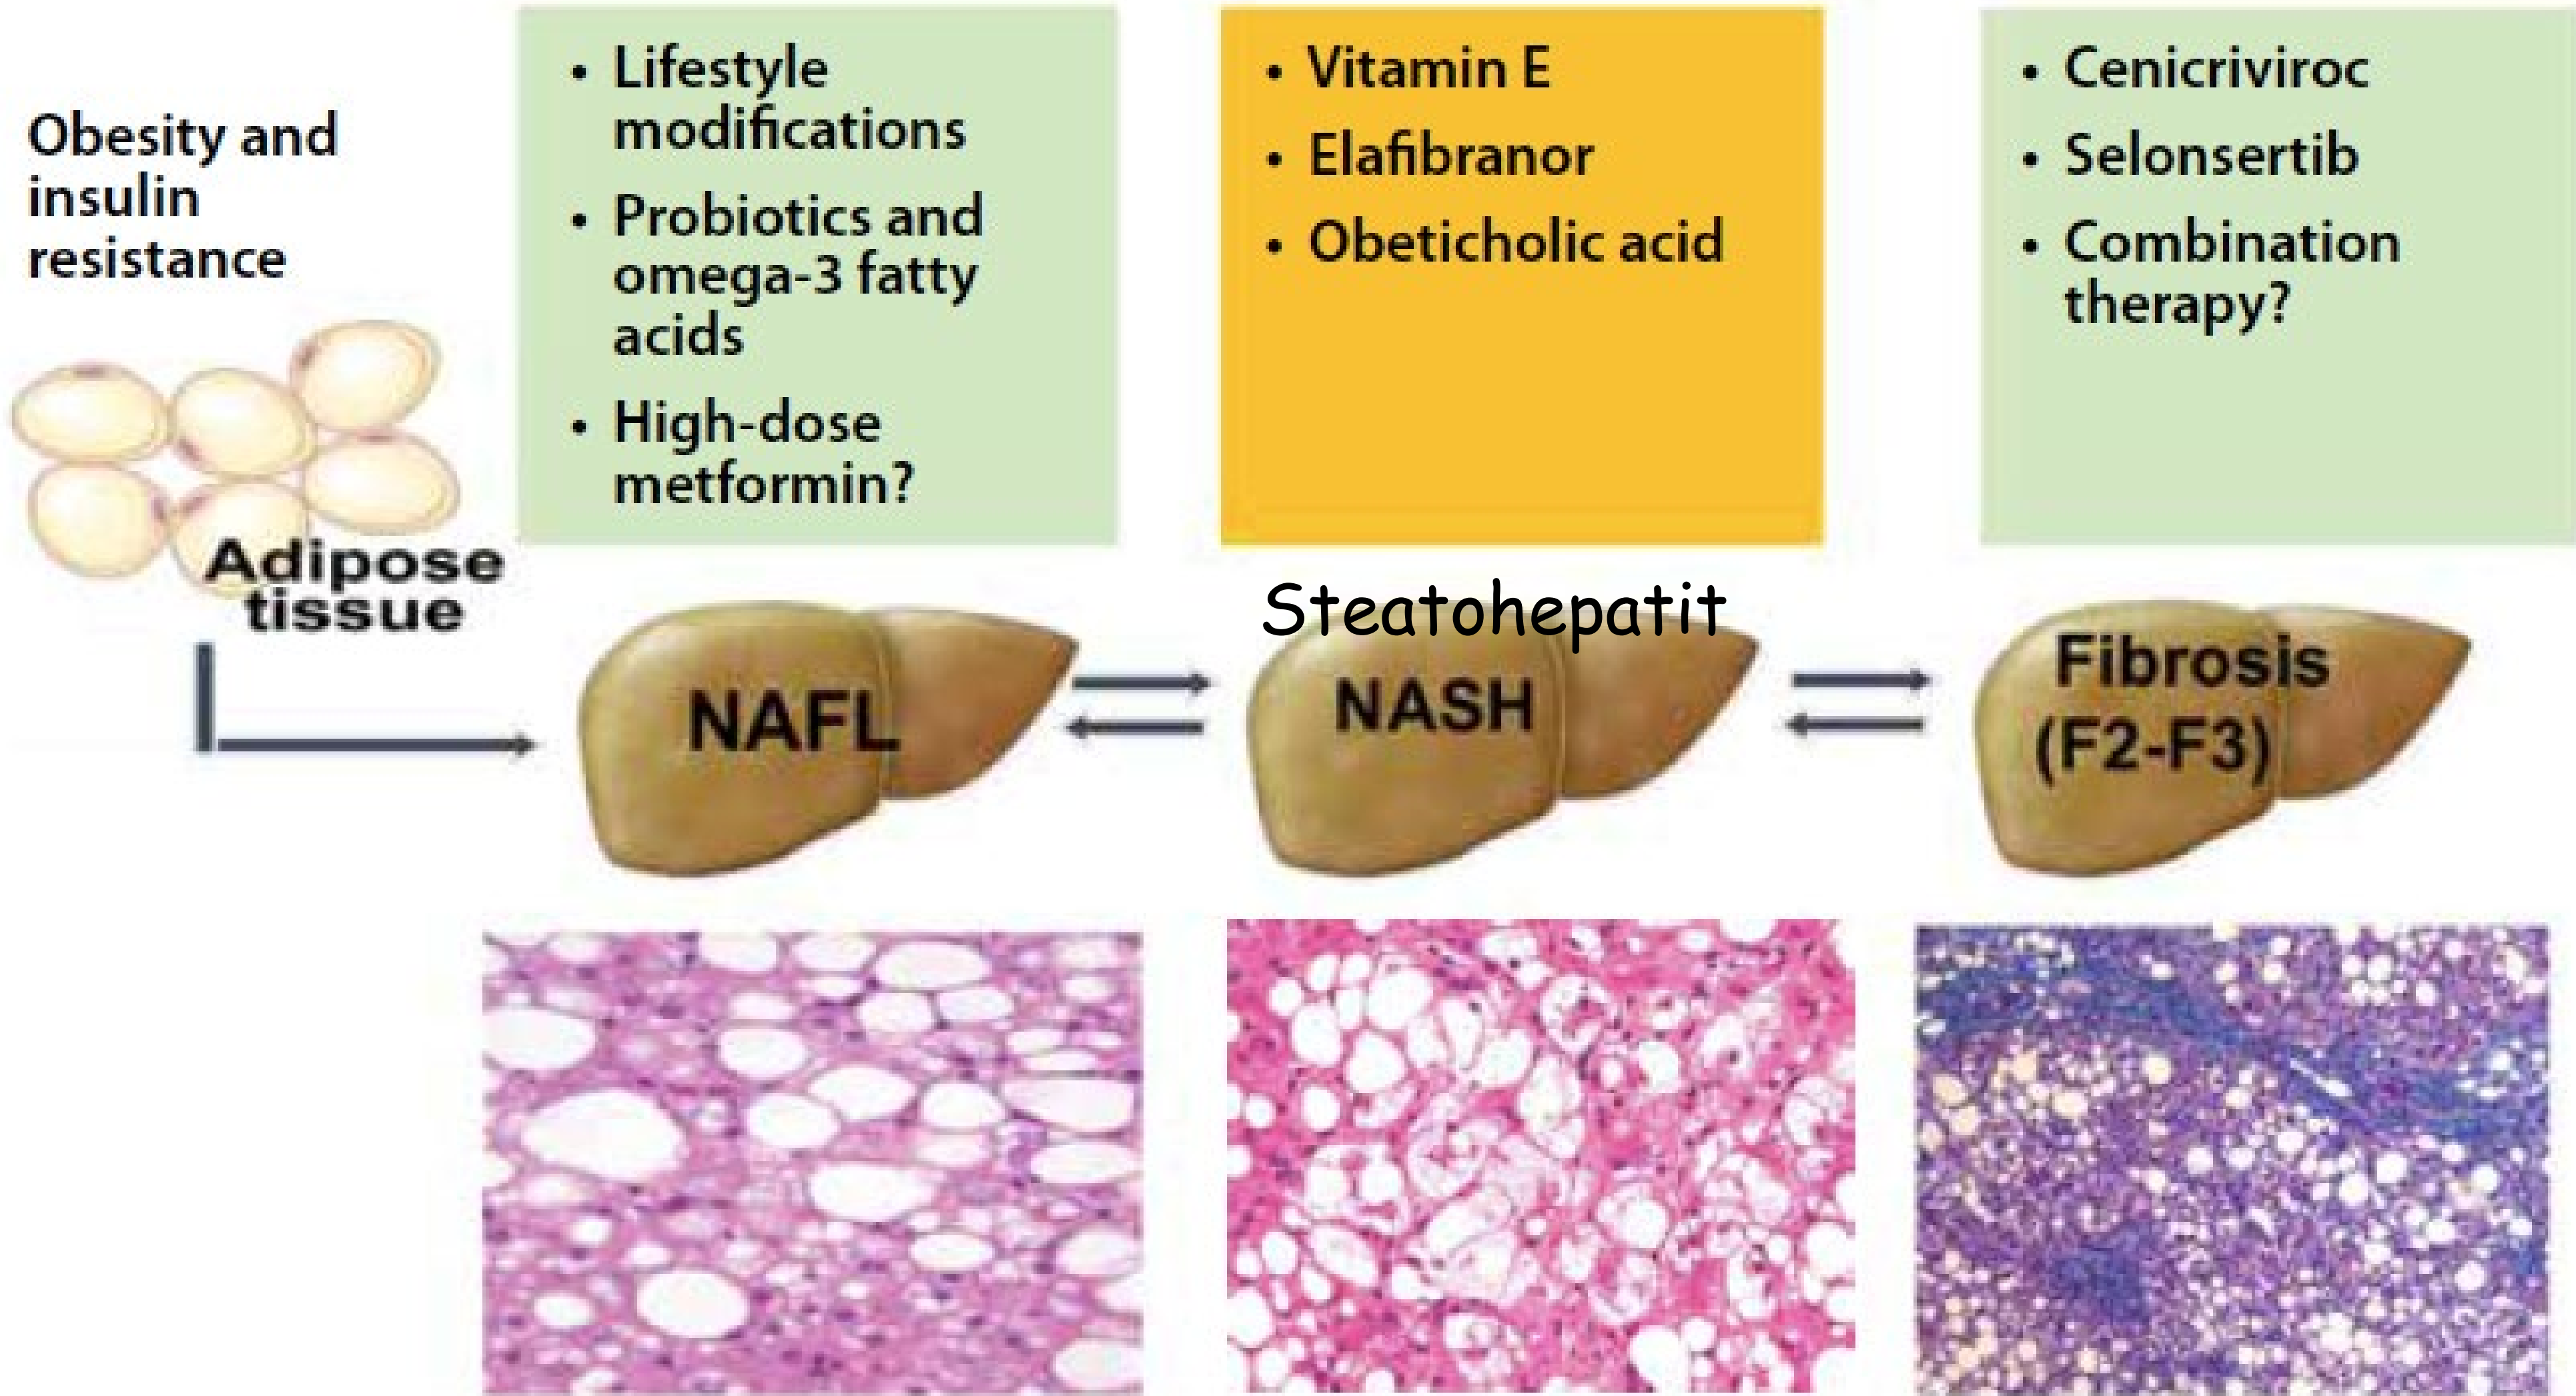 Obesity and
insulin
resistance
Adipose
tissue
• Lifestyle
modifications
• Probiotics and
omega-3 fatty
acids
• High-dose
metformin?
• Vitamin E
• Elafibranor
• Obeticholic acid
• Cenicriviroc
• Selonsertib
• Combination
therapy?
NAFL
Steatohepatit
NASH
Fibrosis
(F2-F3)